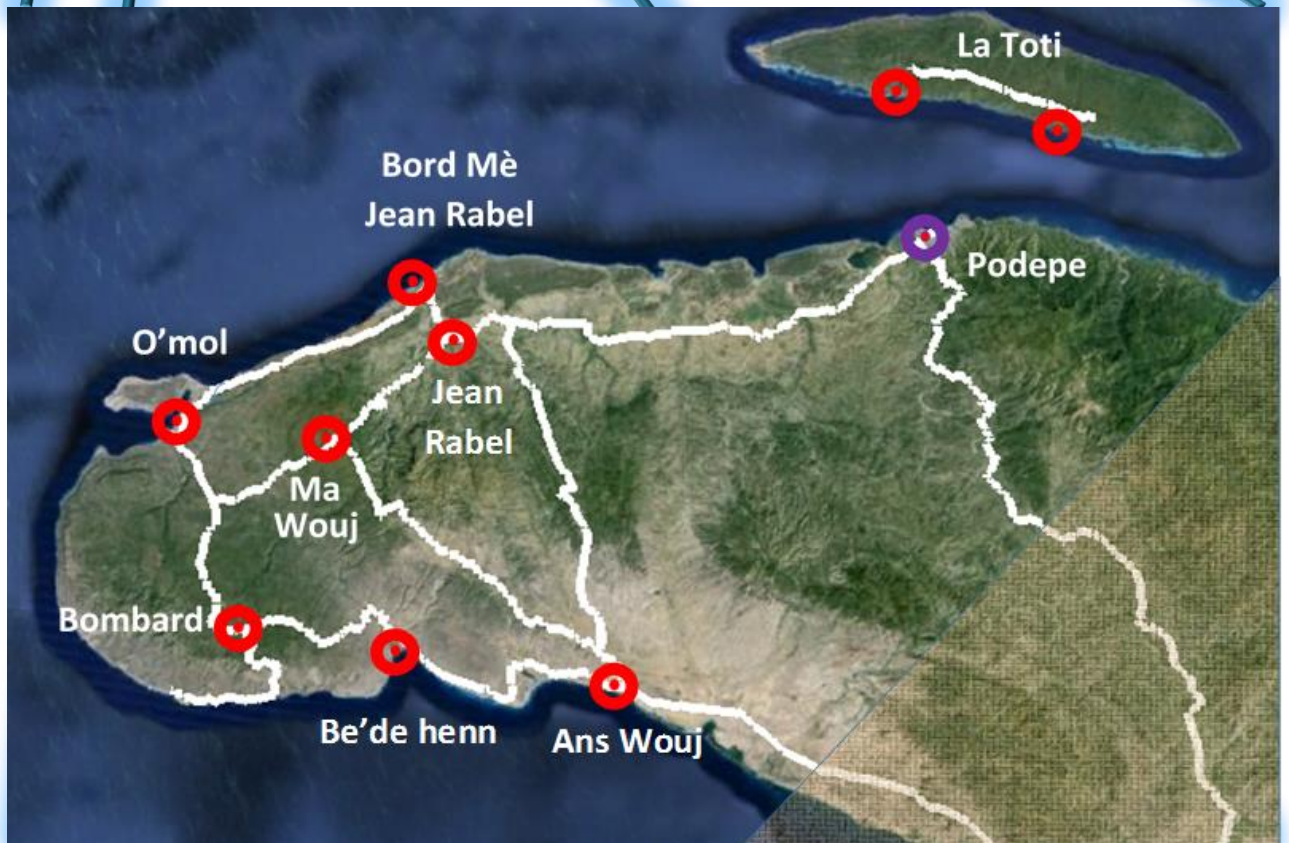 La Toti
Bord Mè
Jean Rabel
Podepe
O'mol
Jean
Rabel
Ma
Wouj
Bombard
Be'de henn
Ans Wouj